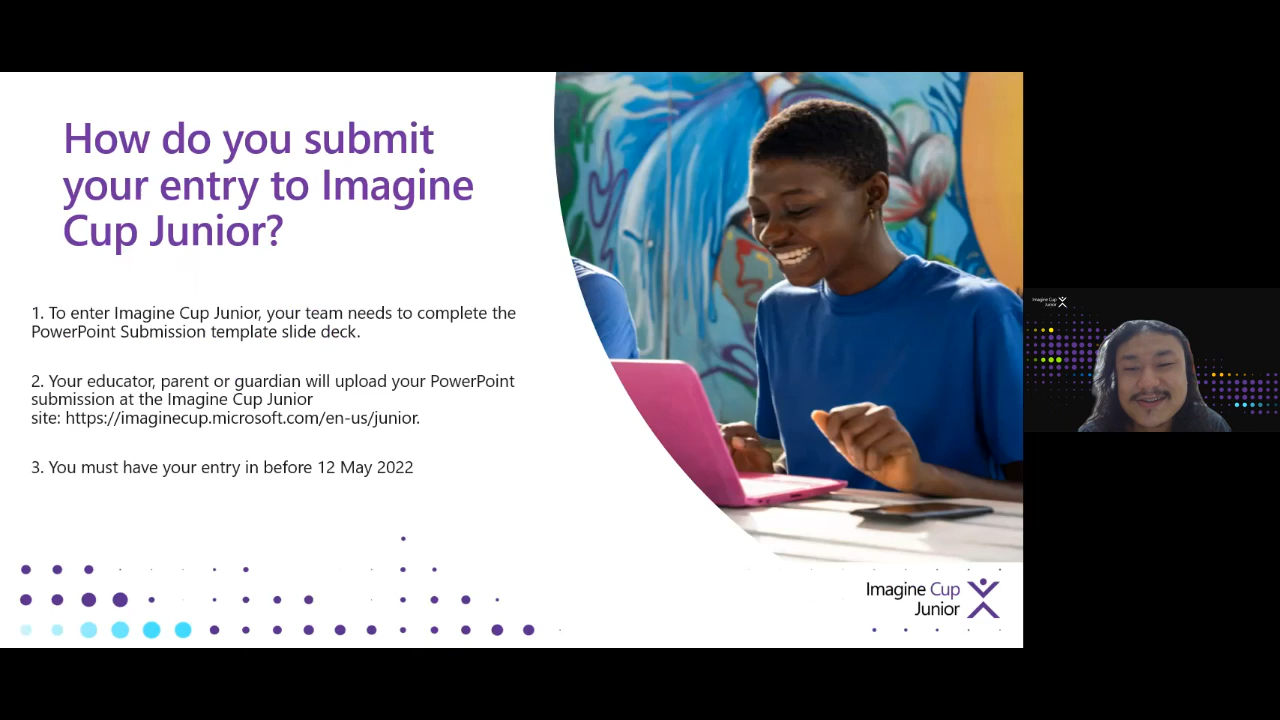 How do you submit
your entry to Imagine
Cup Junior?
1. To enter Imagine Cup Junior, your team needs to complete the
PowerPoint Submission template slide deck.
2. Your educator, parent or guardian will upload your PowerPoint
submission at the Imagine Cup Junior
site: https://imaginecup.microsoft.com/en-us/junior.
3. You must have your entry in before 12 May 2022
Imagine Cup
Junior
Imagine Cup
Junior